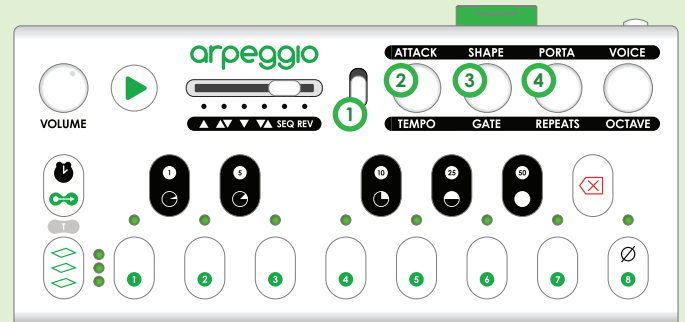 arpeggio
ATTACK SHAPE PORTA VOICE
2 3 4
1
VOLUME
SEQ REV
TEMPO GATE REPEATS OCTAVE
1 5 10 25 50
T
1 2 3 4 5 6 7 8